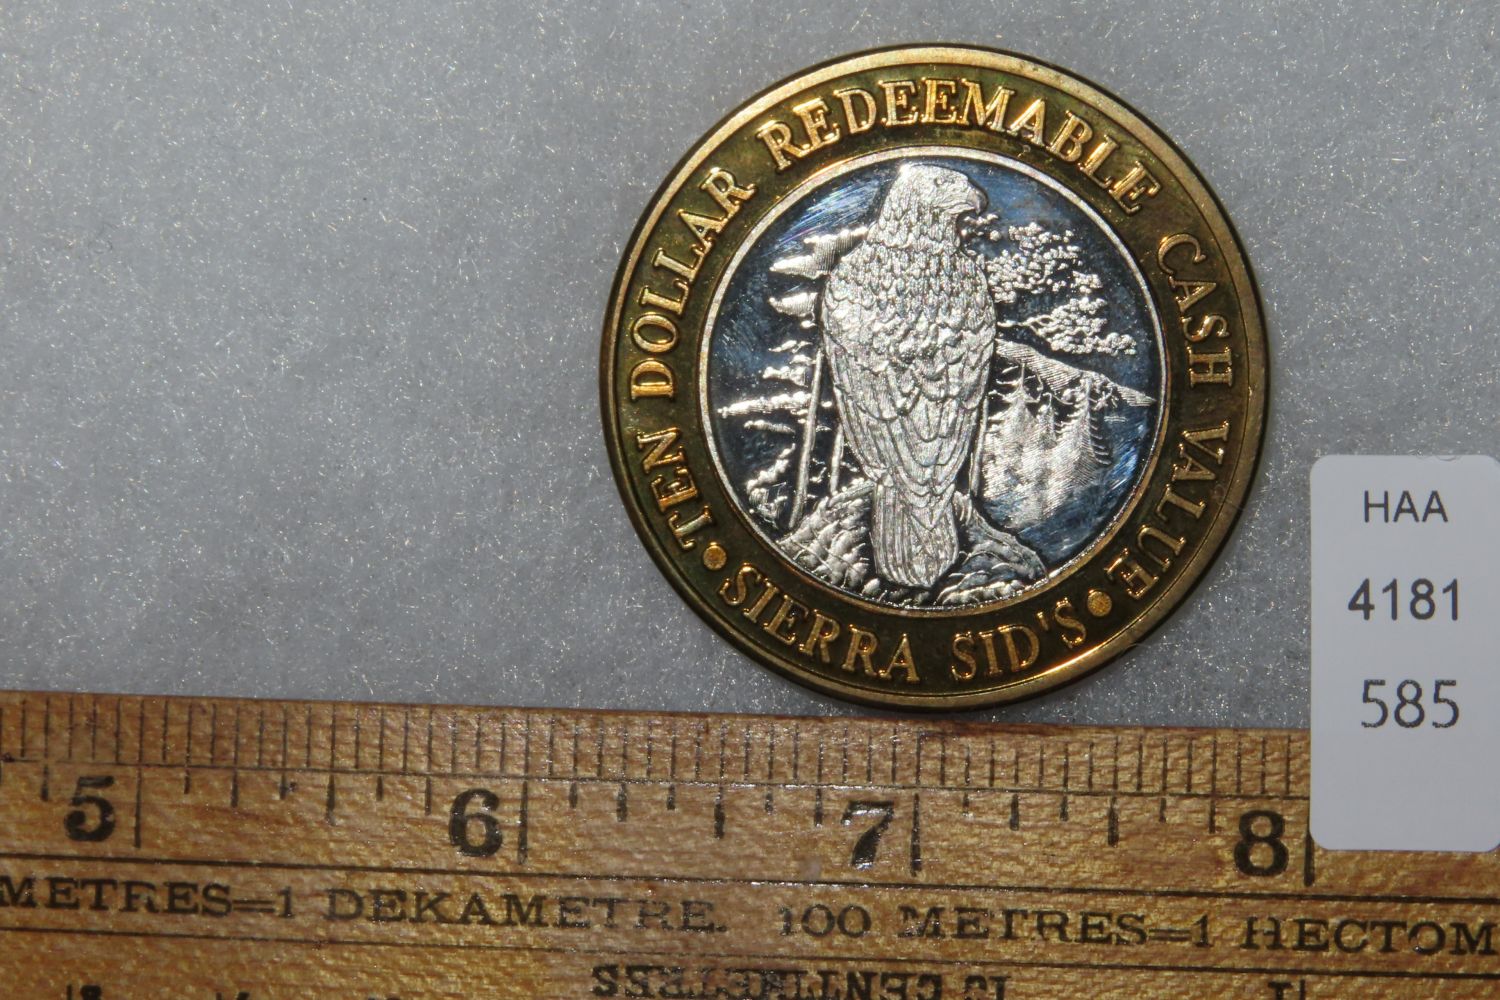 TEN DOLLAR REDEEMABLE CASH VALUE
• SIERRA SID'S •
HAA
4181
585
5 6 7 8
METRES=1 DEKAMETRE. 100 METRES=1 HECTOM